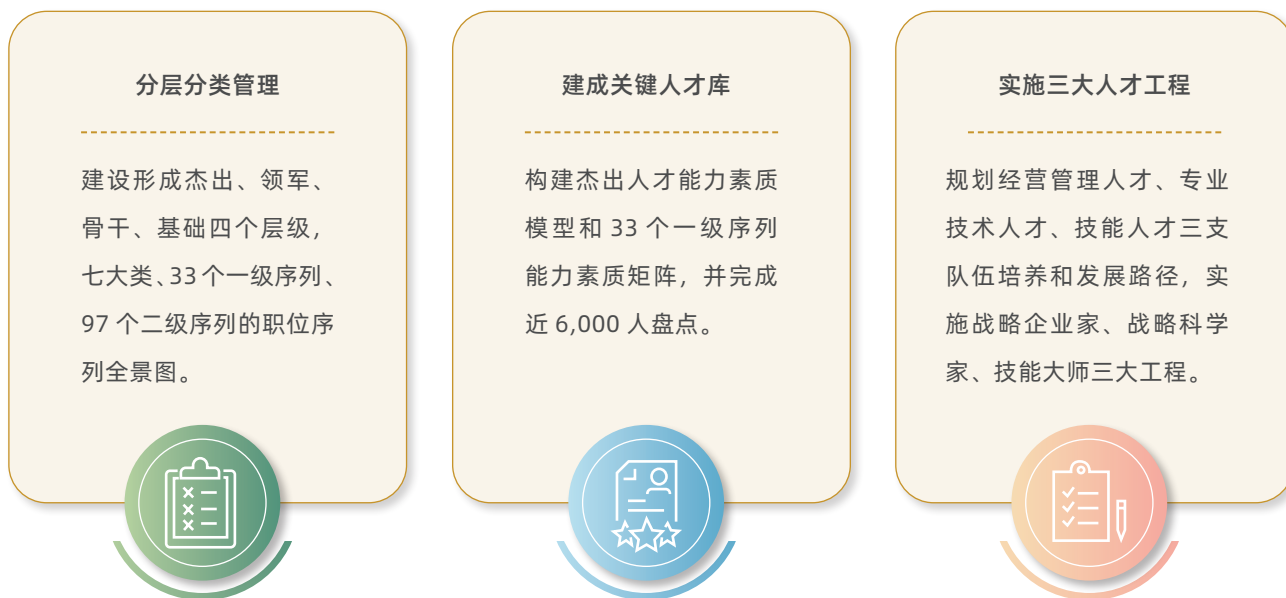 分层分类管理
建设形成杰出、领军、
骨干、基础四个层级，
七大类、33 个一级序列、
97 个二级序列的职位序
列全景图。
建成关键人才库
构建杰出人才能力素质
模型和 33 个一级序列
能力素质矩阵，并完成
近 6,000 人盘点。
实施三大人才工程
规划经营管理人才、专业
技术人才、技能人才三支
队伍培养和发展路径，实
施战略企业家、战略科学
家、技能大师三大工程。